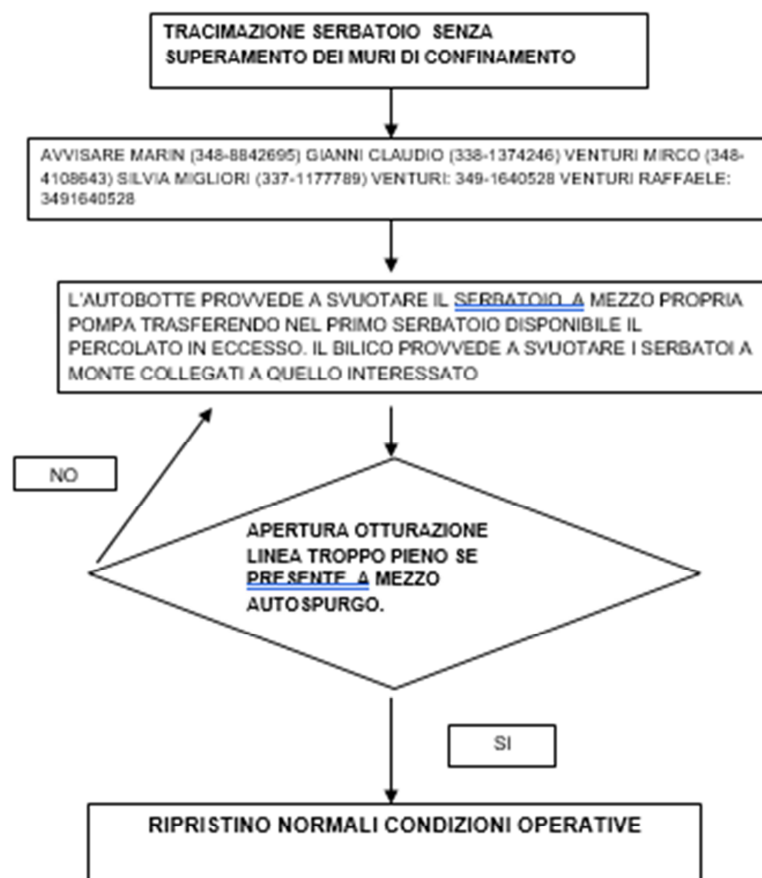 TRACIMAZIONE SERBATOIO SENZA
SUPERAMENTO DEI MURI DI CONFINAMENTO
AVVISARE MARIN (348-8842695) GIANNI CLAUDIO (338-1374246) VENTURI MIRCO (348-
4108643) SILVIA MIGLIORI (337-1177789) VENTURI: 349-1640528 VENTURI RAFFAELE:
3491640528
L'AUTOBOTTE PROVVEDE A SVUOTARE IL SERBATOIO A MEZZO PROPRIA
POMPA TRASFERENDO NEL PRIMO SERBATOIO DISPONIBILE IL
PERCOLATO IN ECCESSO. IL BILICO PROVVEDE A SVUOTARE I SERBATOI A
MONTE COLLEGATI A QUELLO INTERESSATO
NO
APERTURA OTTURAZIONE
LINEA TROPPO PIENO SE
PRESENTE A MEZZO
AUTOSPURGO.
SI
RIPRISTINO NORMALI CONDIZIONI OPERATIVE